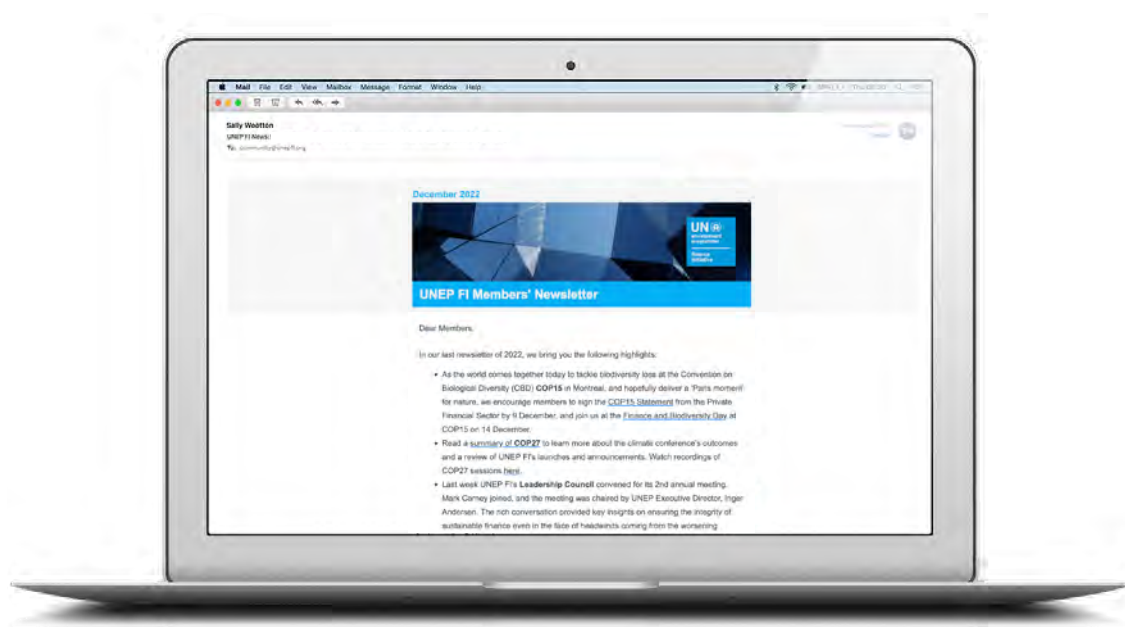 Mail File Edit View Mailbox Message Format Window Help
Sally Wootton
UNEP FI News:
To: community@unepfi.org
December 2022
UN
environment
programme
finance
initiative
UNEP FI Members' Newsletter
Dear Members,
In our last newsletter of 2022, we bring you the following highlights:
• As the world comes together today to tackle biodiversity loss at the Convention on
Biological Diversity (CBD) COP15 in Montreal, and hopefully deliver a 'Paris moment'
for nature, we encourage members to sign the COP15 Statement from the Private
Financial Sector by 9 December, and join us at the Finance and Biodiversity Day at
COP15 on 14 December.
• Read a summary of COP27 to learn more about the climate conference's outcomes
and a review of UNEP FI's launches and announcements. Watch recordings of
COP27 sessions here.
• Last week UNEP FI's Leadership Council convened for its 2nd annual meeting.
Mark Carney joined, and the meeting was chaired by UNEP Executive Director, Inger
Andersen. The rich conversation provided key insights on ensuring the integrity of
sustainable finance even in the face of headwinds coming from the worsening